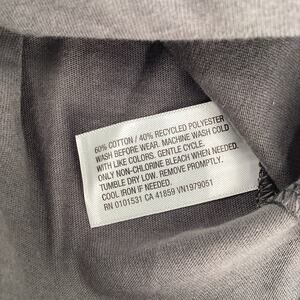 60% COTTON / 40% RECYCLED POLYESTER
WASH BEFORE WEAR. MACHINE WASH COLD
WITH LIKE COLORS. GENTLE CYCLE.
ONLY NON-CHLORINE BLEACH WHEN NEEDED.
TUMBLE DRY LOW. REMOVE PROMPTLY.
COOL IRON IF NEEDED.
RN 0101531 CA 41859 VN1979051